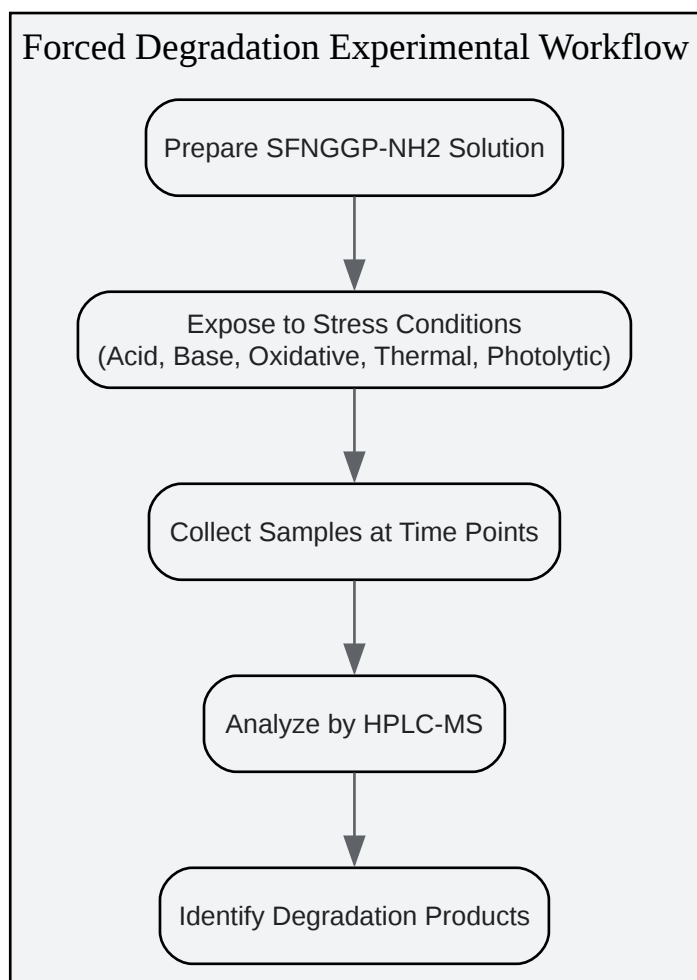 Forced Degradation Experimental Workflow
Prepare SFNGGP-NH2 Solution
Expose to Stress Conditions
(Acid, Base, Oxidative, Thermal, Photolytic)
Collect Samples at Time Points
Analyze by HPLC-MS
Identify Degradation Products